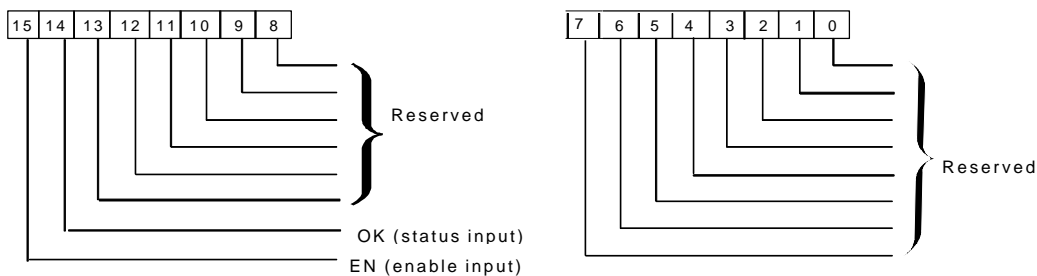 15 14 13 12 11 10 9 8
7 6 5 4 3 2 1 0
Reserved
Reserved
OK (status input)
EN (enable input)